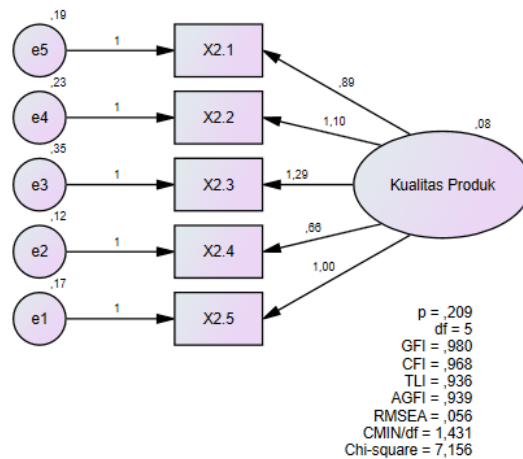 ,19
e5
1
X2.1
,89
,23
e4
1
X2.2
1,10
,08
,35
e3
1
X2.3
1,29
Kualitas Produk
,12
e2
1
X2.4
,66
,17
e1
1
X2.5
1,00
p = ,209
df = 5
GFI = ,980
CFI = ,968
TLI = ,936
AGFI = ,939
RMSEA = ,056
CMIN/df = 1,431
Chi-square = 7,156